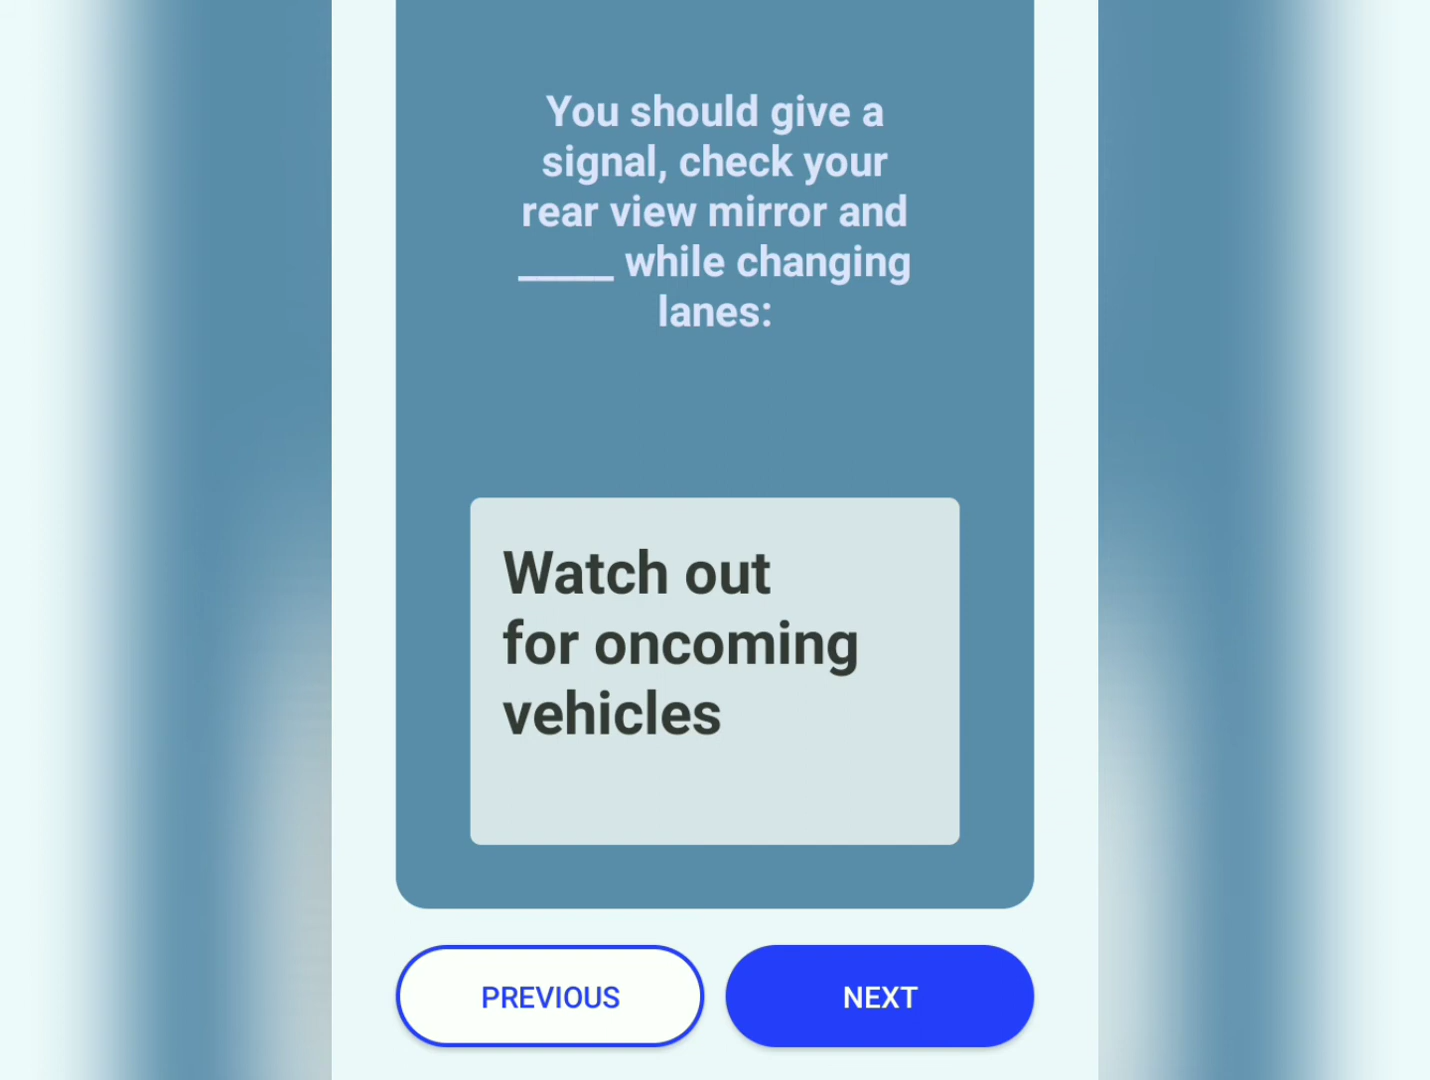 You should give a
signal, check your
rear view mirror and
_____ while changing
lanes:
Watch out
for oncoming
vehicles
PREVIOUS
NEXT